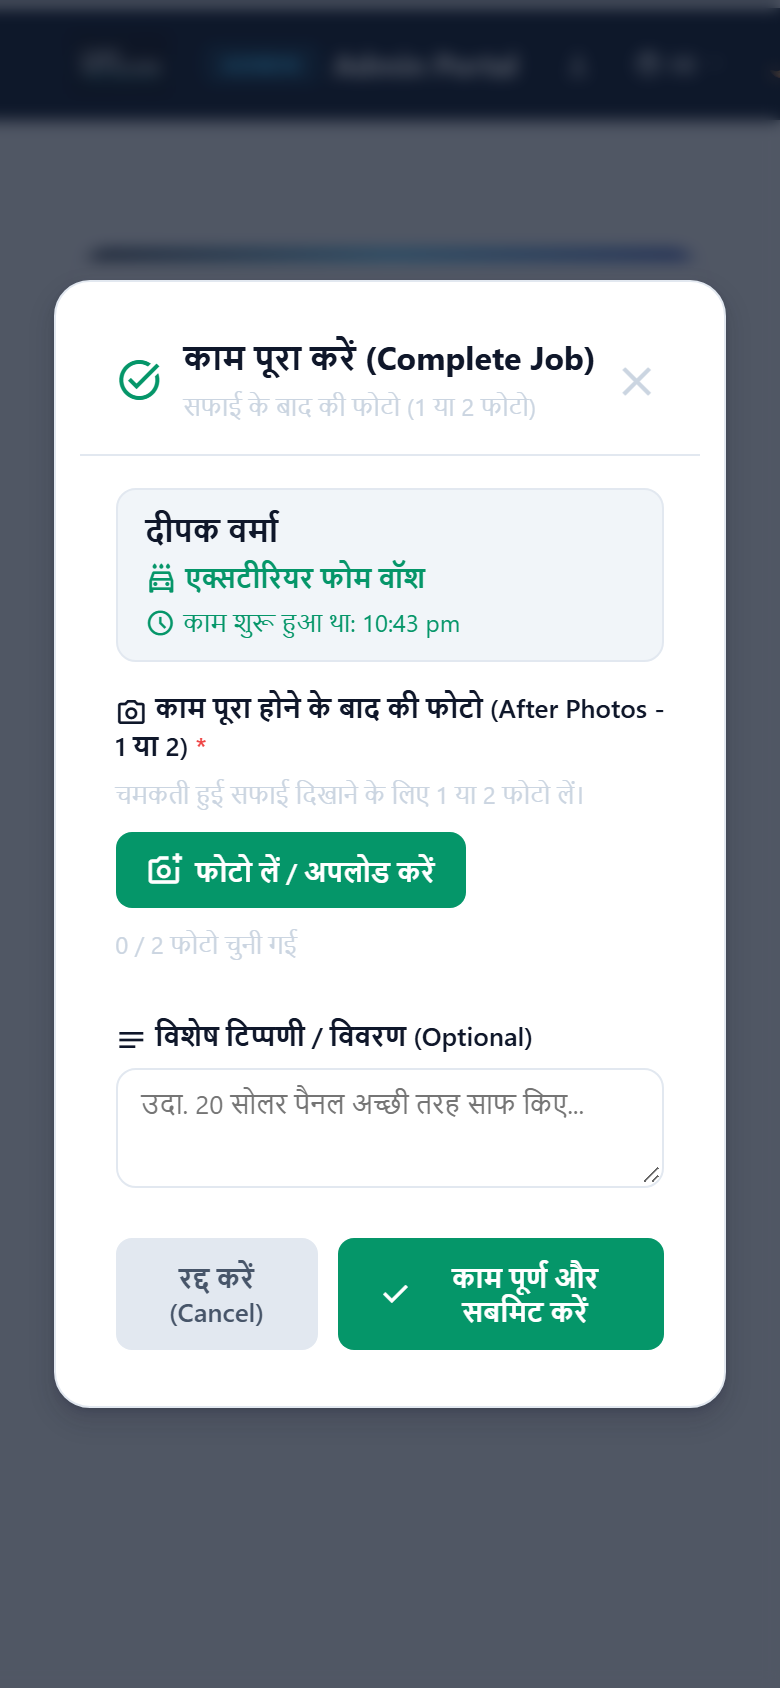 Admin Portal
काम पूरा करें (Complete Job)
सफाई के बाद की फोटो (1 या 2 फोटो)
दीपक वर्मा
एक्सटीरियर फोम वॉश
काम शुरू हुआ था: 10:43 pm
काम पूरा होने के बाद की फोटो (After Photos -
1 या 2) *
चमकती हुई सफाई दिखाने के लिए 1 या 2 फोटो लें।
फोटो लें / अपलोड करें
0 / 2 फोटो चुनी गई
विशेष टिप्पणी / विवरण (Optional)
उदा. 20 सोलर पैनल अच्छी तरह साफ किए...
रद्द करें
(Cancel)
काम पूर्ण और
सबमिट करें